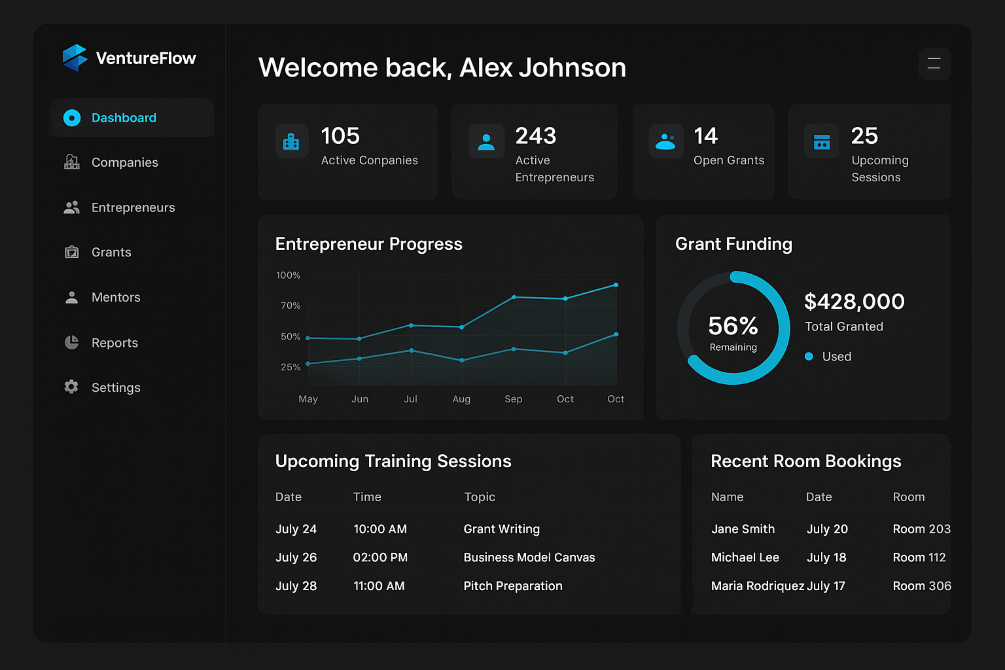 VentureFlow
Dashboard
Companies
Entrepreneurs
Grants
Mentors
Reports
Settings
Welcome back, Alex Johnson
105
Active Conpanies
243
Active
Entrepreneurs
14
Open Grants
25
Upcoming
Sessions
Entrepreneur Progress
100%
70%
50%
25%
May Jun Jul Aug Sep Oct Oct
Grant Funding
56%
Remaining
$428,000
Total Granted
Used
Upcoming Training Sessions
Date Time Topic
July 24 10:00 AM Grant Writing
July 26 02:00 PM Business Model Canvas
July 28 11:00 AM Pitch Preparation
Recent Room Bookings
Name Date Room
Jane Smith July 20 Room 203
Michael Lee July 18 Room 112
Maria Rodriquez July 17 Room 306